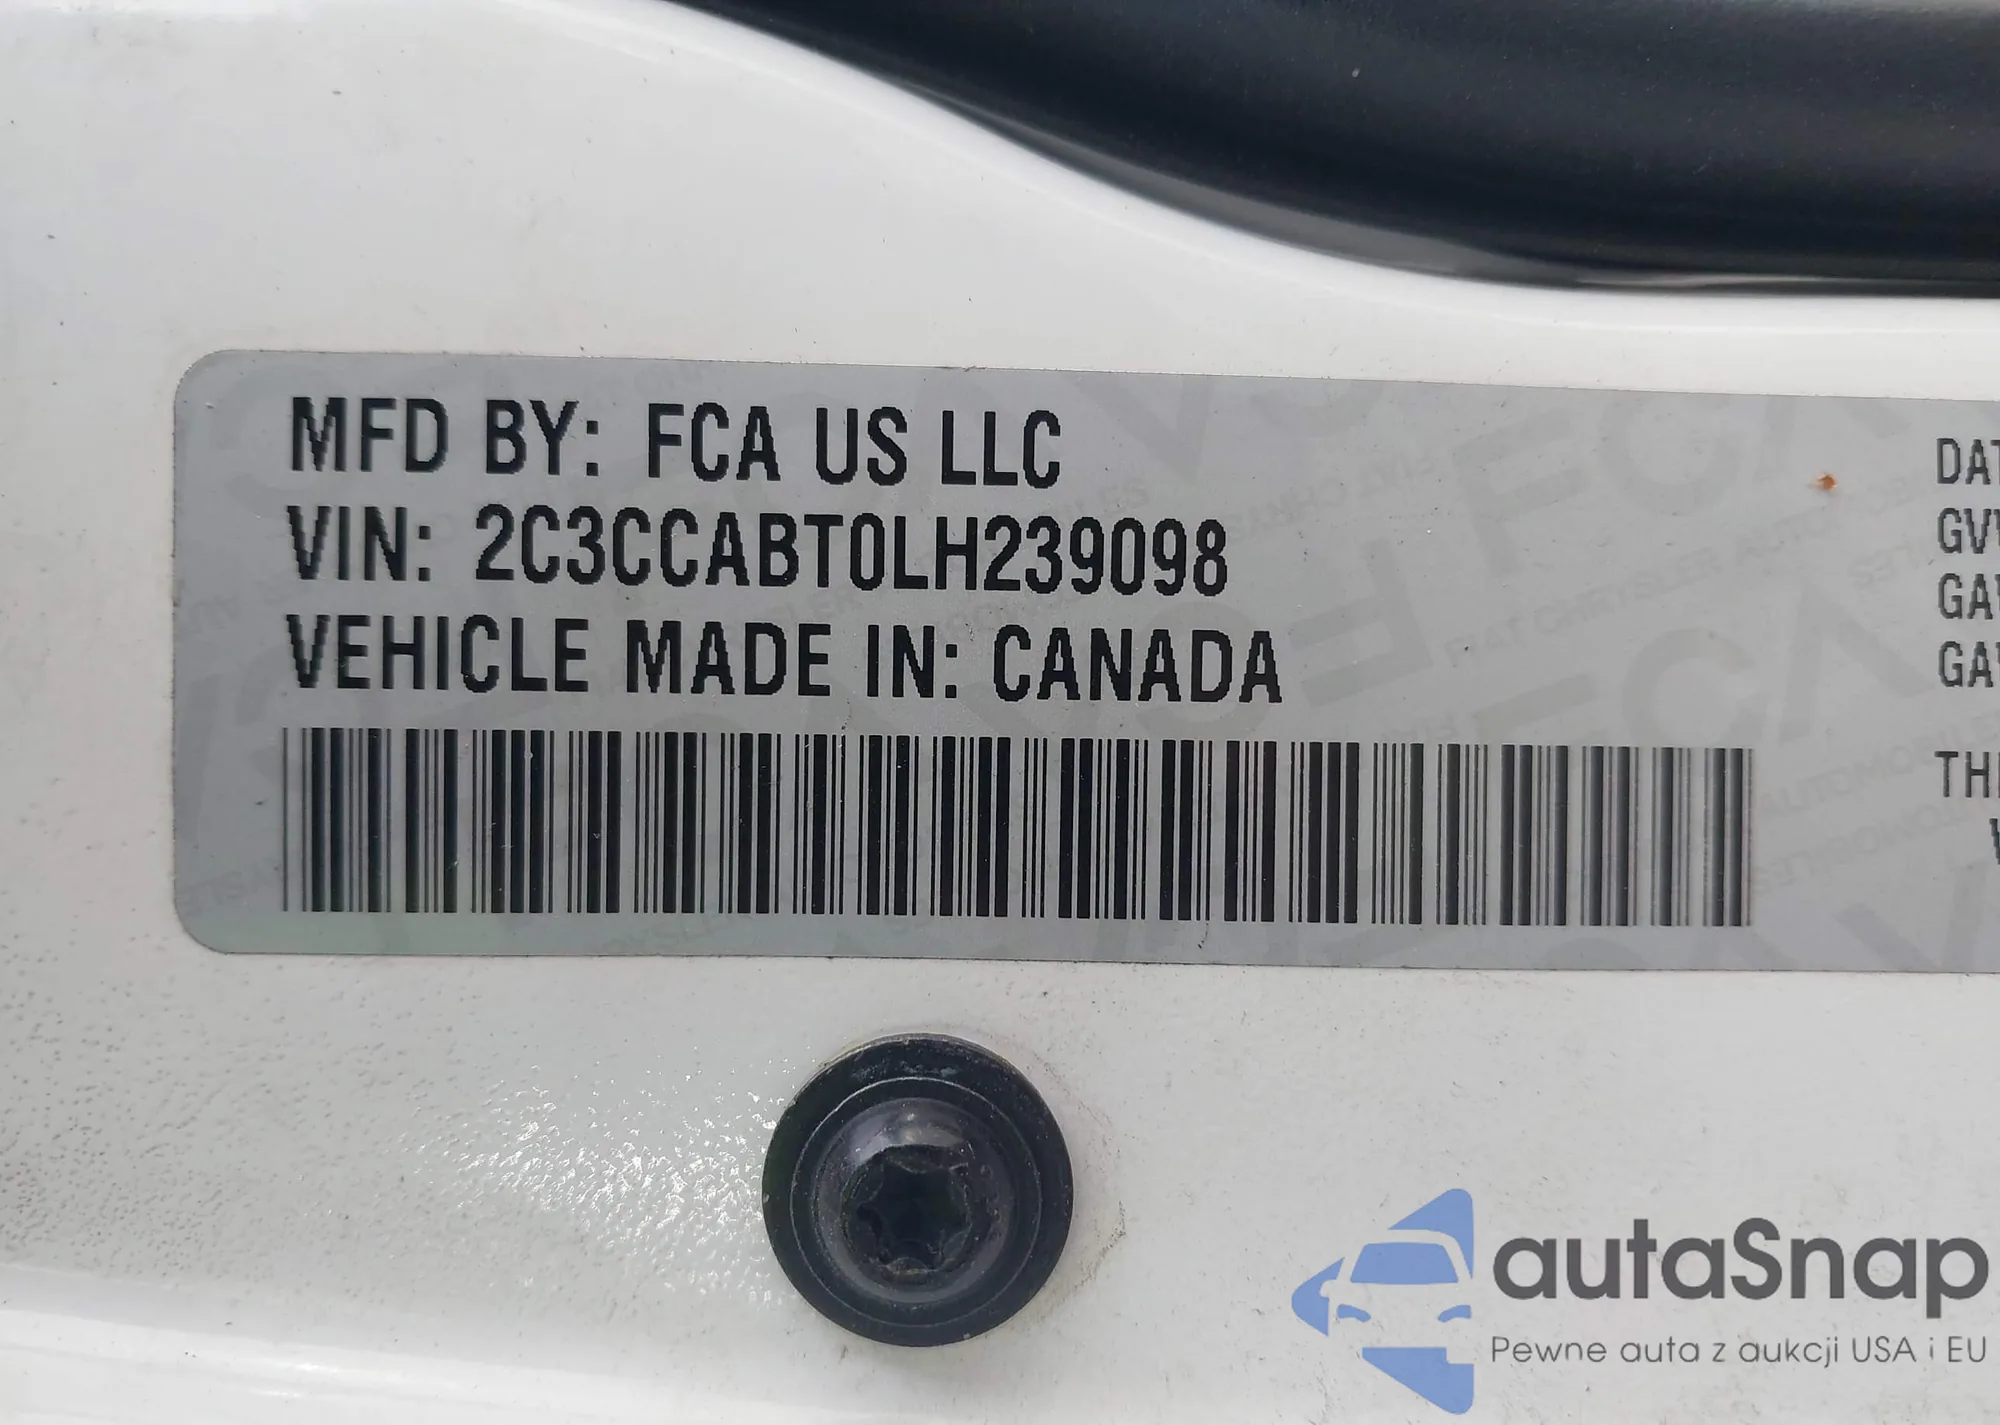 MFD BY: FCA US LLC
VIN: 2C3CCABT0LH239098
VEHICLE MADE IN: CANADA
autaSnap
Pewne auta z aukcji USA i EU